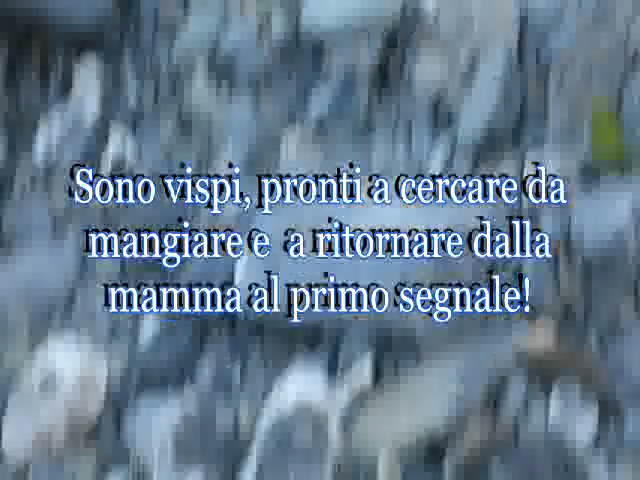 Sono vispi, pronti a cercare da
mangiare e  a ritornare dalla
mamma al primo segnale!